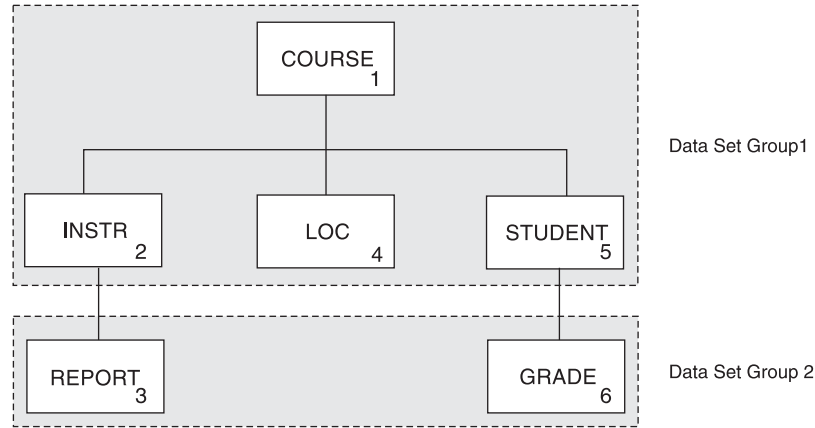 COURSE
1
Data Set Group1
INSTR
2
LOC
4
STUDENT
5
REPORT
3
GRADE
6
Data Set Group 2